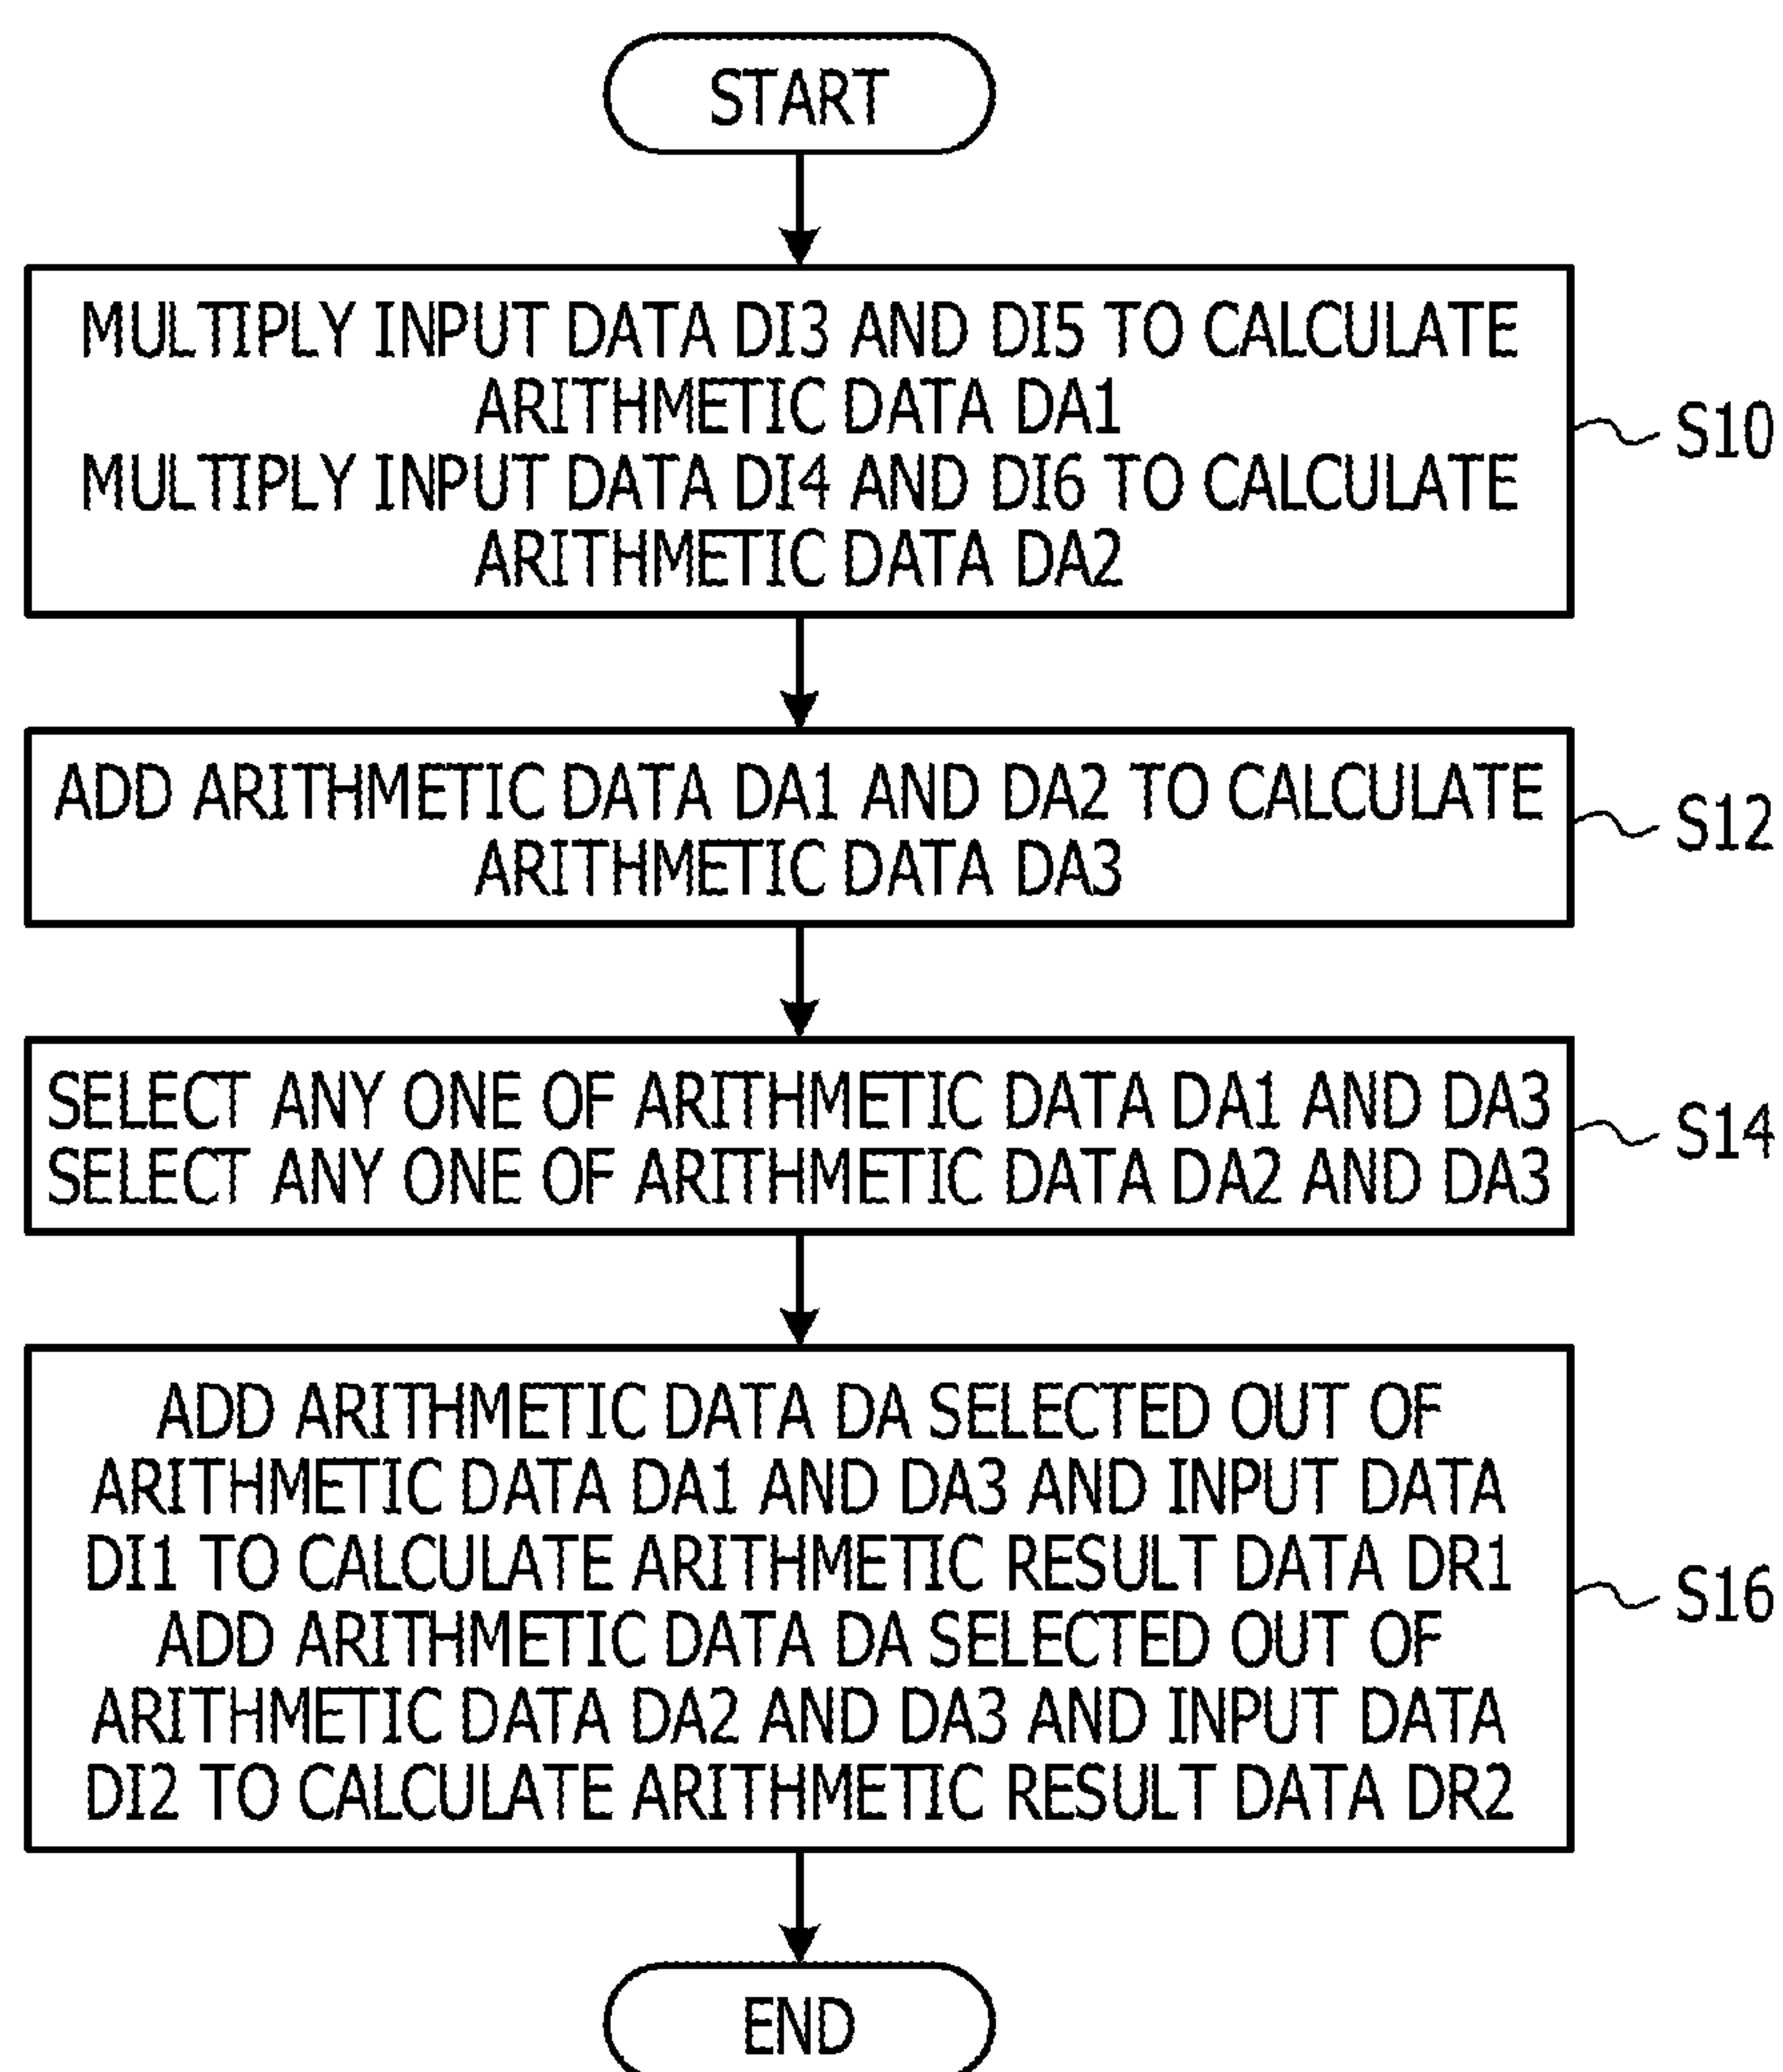 START
MULTIPLY INPUT DATA DI3 AND DI5 TO CALCULATE
ARITHMETIC DATA DA1
MULTIPLY INPUT DATA DI4 AND DI6 TO CALCULATE
ARITHMETIC DATA DA2
S10
ADD ARITHMETIC DATA DA1 AND DA2 TO CALCULATE
ARITHMETIC DATA DA3
S12
SELECT ANY ONE OF ARITHMETIC DATA DA1 AND DA3
SELECT ANY ONE OF ARITHMETIC DATA DA2 AND DA3
S14
ADD ARITHMETIC DATA DA SELECTED OUT OF
ARITHMETIC DATA DA1 AND DA3 AND INPUT DATA
DI1 TO CALCULATE ARITHMETIC RESULT DATA DR1
ADD ARITHMETIC DATA DA SELECTED OUT OF
ARITHMETIC DATA DA2 AND DA3 AND INPUT DATA
DI2 TO CALCULATE ARITHMETIC RESULT DATA DR2
S16
END